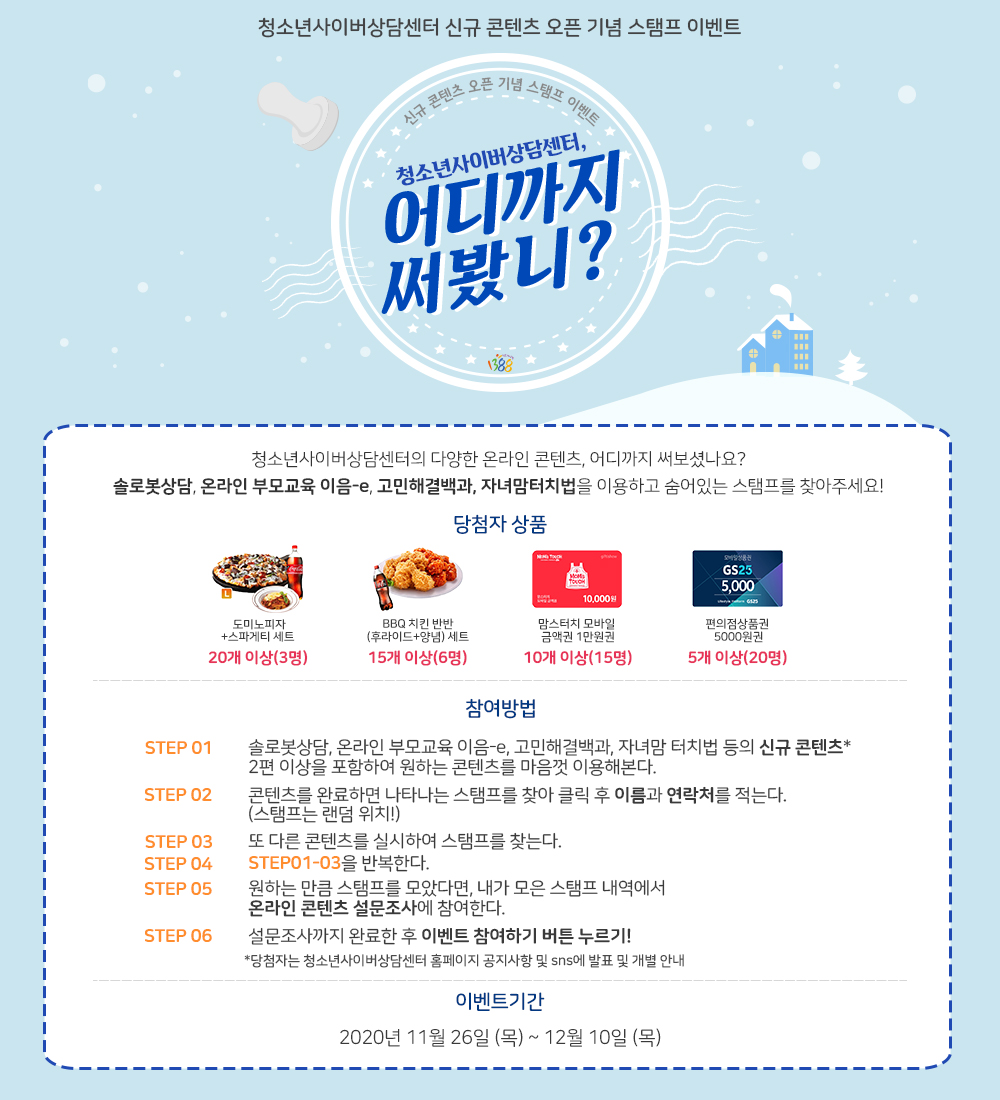 청소년사이버상담센터 신규 콘텐츠 오픈 기념 스탬프 이벤트
신규 콘텐츠 오픈 기념 스탬프 이벤트
청소년사이버상담센터,
어디까지
써봤니?
1388
청소년사이버상담센터의 다양한 온라인 콘텐츠, 어디까지 써보셨나요?
솔로봇상담, 온라인 부모교육 이음-e, 고민해결백과, 자녀맘터치법을 이용하고 숨어있는 스탬프를 찾아주세요!
당첨자 상품
L
도미노피자
+스파게티 세트
20개 이상(3명)
BBQ 치킨 반반
(후라이드+양념) 세트
15개 이상(6명)
MOM'S TOUCH
MOM'S
TOUCH
10,000원
맘스터치 모바일
금액권 1만원권
10개 이상(15명)
모바일상품권
GS25
5,000
GS25
편의점상품권
5000원권
5개 이상(20명)
참여방법
STEP 01 솔로봇상담, 온라인 부모교육 이음-e, 고민해결백과, 자녀맘 터치법 등의 신규 콘텐츠*
2편 이상을 포함하여 원하는 콘텐츠를 마음껏 이용해본다.
STEP 02 콘텐츠를 완료하면 나타나는 스탬프를 찾아 클릭 후 이름과 연락처를 적는다.
(스탬프는 랜덤 위치!)
STEP 03 또 다른 콘텐츠를 실시하여 스탬프를 찾는다.
STEP 04 STEP01-03을 반복한다.
STEP 05 원하는 만큼 스탬프를 모았다면, 내가 모은 스탬프 내역에서
온라인 콘텐츠 설문조사에 참여한다.
STEP 06 설문조사까지 완료한 후 이벤트 참여하기 버튼 누르기!
*당첨자는 청소년사이버상담센터 홈페이지 공지사항 및 sns에 발표 및 개별 안내
이벤트기간
2020년 11월 26일 (목) ~ 12월 10일 (목)